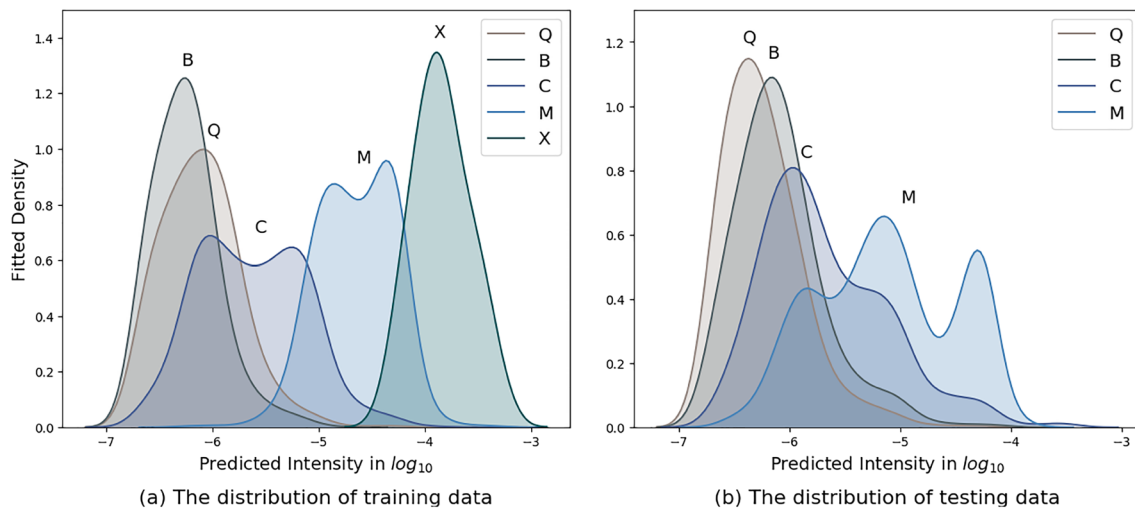 Q
B
C
M
X
Q
B
C
M
X
Fitted Density
1.4
1.2
1.0
0.8
0.6
0.4
0.2
0.0
−7
−6
−5
−4
−3
Predicted Intensity in log10
(a) The distribution of training data
Q
B
C
M
Q
B
C
M
1.2
1.0
0.8
0.6
0.4
0.2
0.0
−7
−6
−5
−4
−3
Predicted Intensity in log10
(b) The distribution of testing data